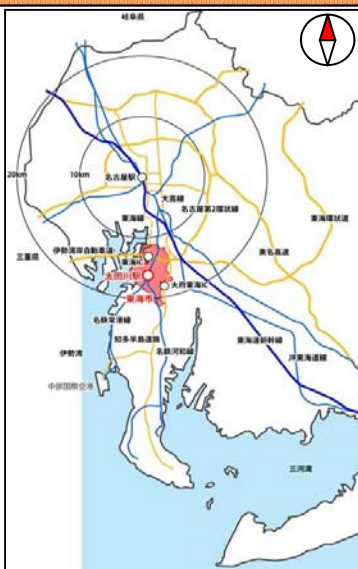 岐阜県
20km
10km
名古屋駅
大高線
名古屋第2環状線
東海線
東海環状道
伊勢湾岸自動車道
東名高速
三重県
東海IC
太田川駅
大府東海IC
東海市
名鉄常滑線
知多半島道路
東海道新幹線
伊勢湾
名鉄河和線
JR東海道線
中部国際空港
三河湾